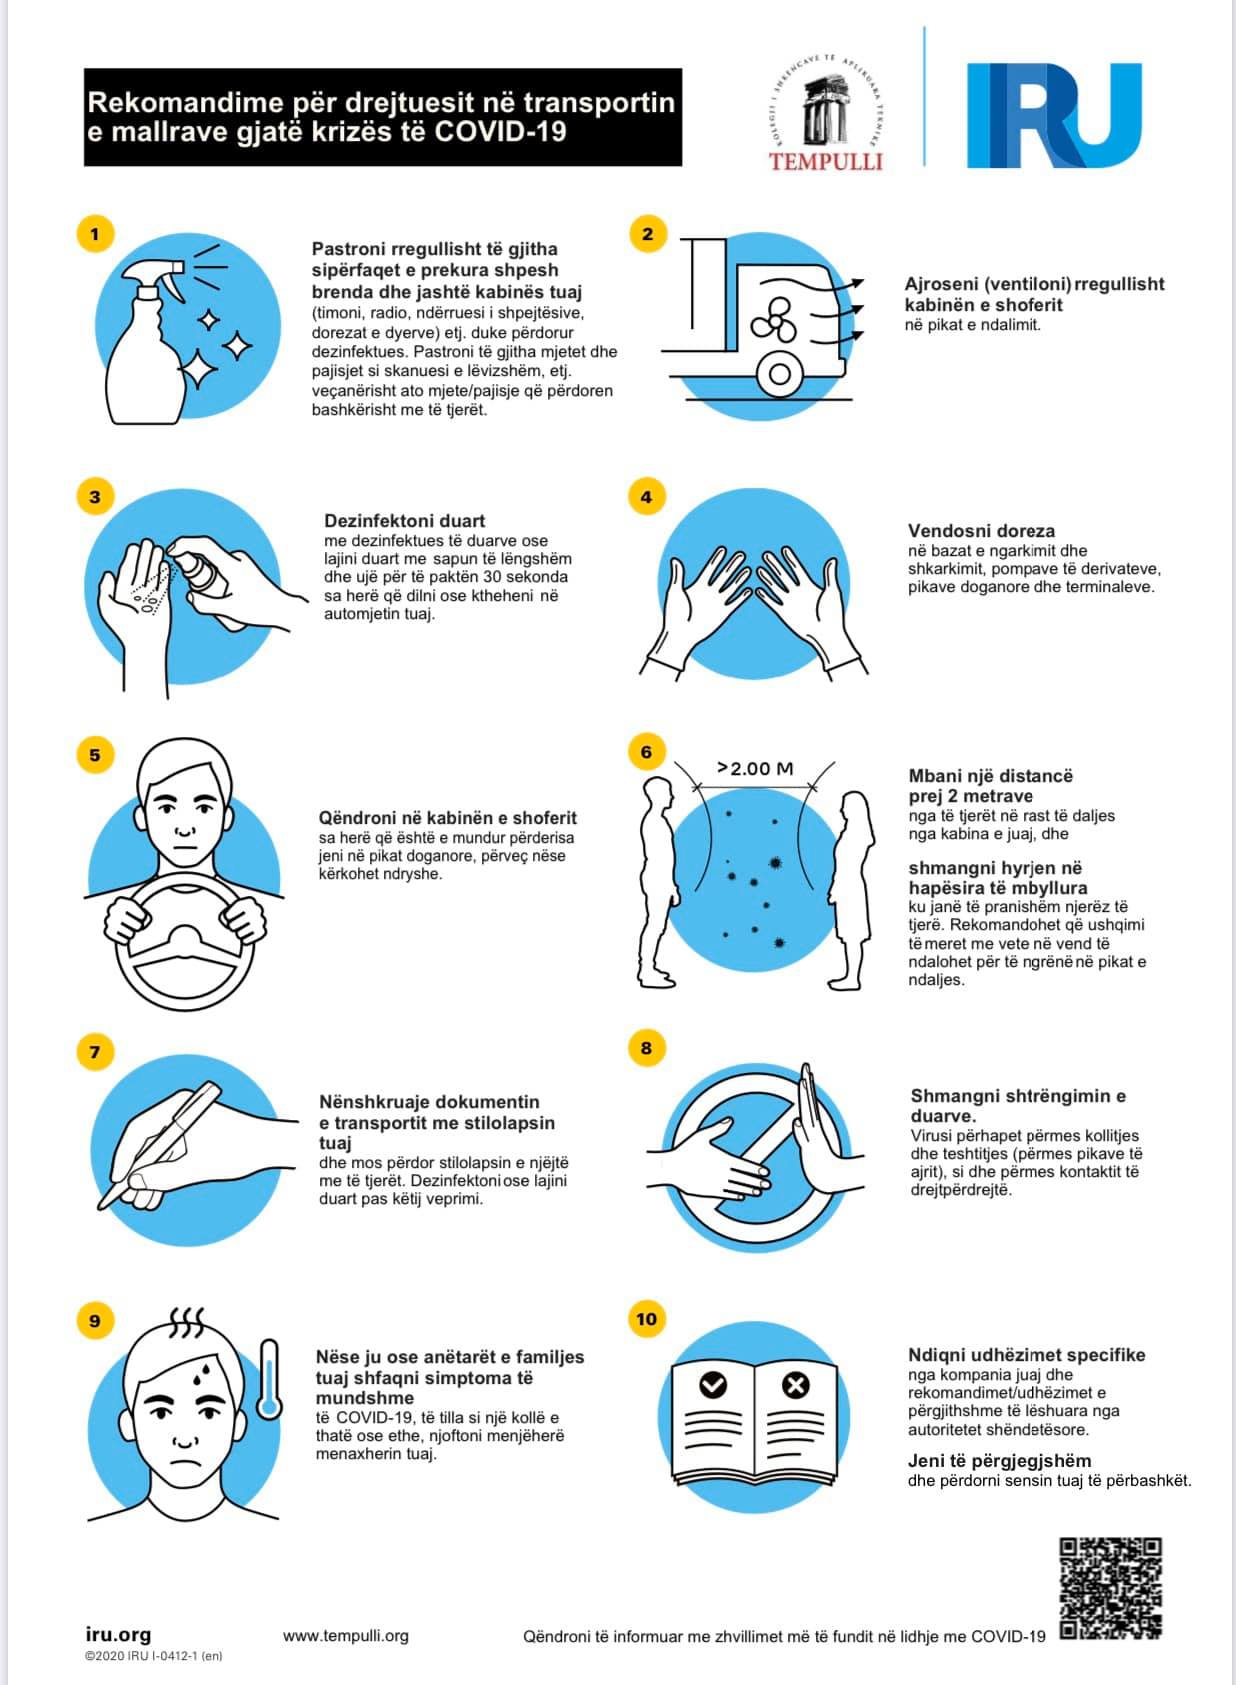 Rekomandime për drejtuesit në transportin
e mallrave gjatë krizës të COVID-19
KOLEGJI I SHKENCAVE TË APLIKUARA TEKNIKE
TEMPULLI
IRU
1
Pastroni rregullisht të gjitha
sipërfaqet e prekura shpesh
brenda dhe jashtë kabinës tuaj
(timoni, radio, ndërruesi i shpejtësive,
dorezat e dyerve) etj. duke përdorur
dezinfektues. Pastroni të gjitha mjetet dhe
pajisjet si skanuesi e lëvizshëm, etj.
veçanërisht ato mjete/pajisje që përdoren
bashkërisht me të tjerët.
2
Ajroseni (ventiloni) rregullisht
kabinën e shoferit
në pikat e ndalimit.
3
Dezinfektoni duart
me dezinfektues të duarve ose
lajini duart me sapun të lëngshëm
dhe ujë për të paktën 30 sekonda
sa herë që dilni ose ktheheni në
automjetin tuaj.
4
Vendosni doreza
në bazat e ngarkimit dhe
shkarkimit, pompave të derivateve,
pikave doganore dhe terminaleve.
5
Qëndroni në kabinën e shoferit
sa herë që është e mundur përderisa
jeni në pikat doganore, përveç nëse
kërkohet ndryshe.
6
>2.00 M
Mbani një distancë
prej 2 metrave
nga të tjerët në rast të daljes
nga kabina e juaj, dhe
shmangni hyrjen në
hapësira të mbyllura
ku janë të pranishëm njerëz të
tjerë. Rekomandohet që ushqimi
të meret me vete në vend të
ndalohet për të ngrënë në pikat e
ndaljes.
7
Nënshkruaje dokumentin
e transportit me stilolapsin
tuaj
dhe mos përdor stilolapsin e njëjtë
me të tjerët. Dezinfektoni ose lajini
duart pas këtij veprimi.
8
Shmangni shtrëngimin e
duarve.
Virusi përhapet përmes kollitjes
dhe teshtitjes (përmes pikave të
ajrit), si dhe përmes kontaktit të
drejtpërdrejtë.
9
Nëse ju ose anëtarët e familjes
tuaj shfaqni simptoma të
mundshme
të COVID-19, të tilla si një kollë e
thatë ose ethe, njoftoni menjëherë
menaxherin tuaj.
10
Ndiqni udhëzimet specifike
nga kompania juaj dhe
rekomandimet/udhëzimet e
përgjithshme të lëshuara nga
autoritetet shëndetësore.
Jeni të përgjegjshëm
dhe përdorni sensin tuaj të përbashkët.
iru.org
©2020 IRU I-0412-1 (en)
www.tempulli.org
Qëndroni të informuar me zhvillimet më të fundit në lidhje me COVID-19